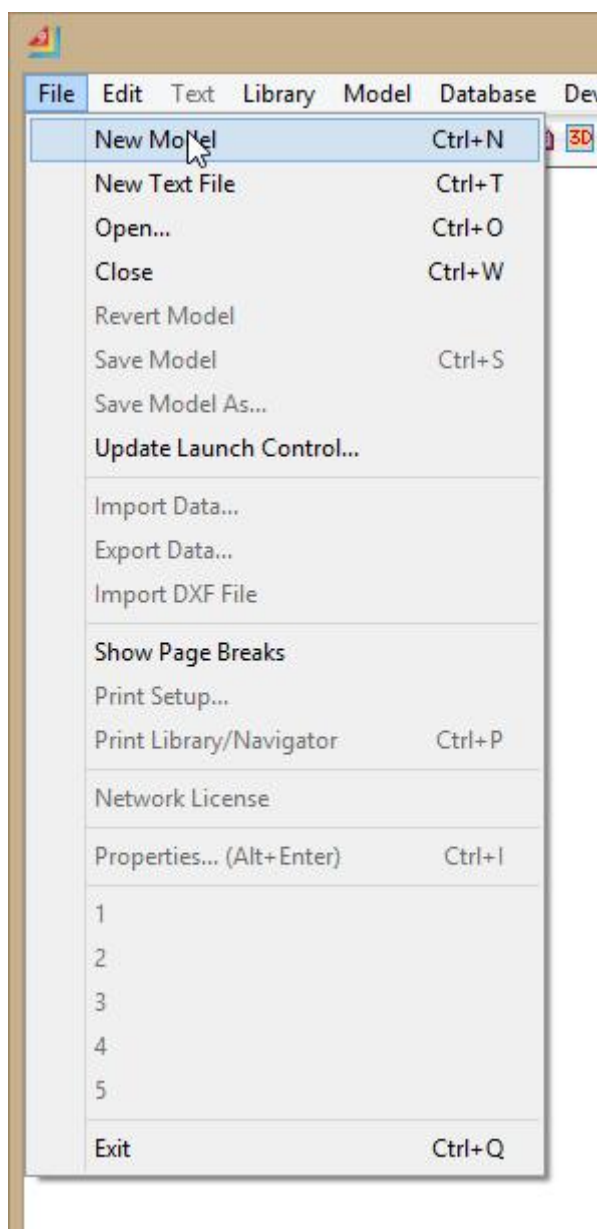 File Edit Text Library Model Database Dev
3D
New Model Ctrl+N
New Text File Ctrl+T
Open... Ctrl+O
Close Ctrl+W
Revert Model
Save Model Ctrl+S
Save Model As...
Update Launch Control...
Import Data...
Export Data...
Import DXF File
Show Page Breaks
Print Setup...
Print Library/Navigator Ctrl+P
Network License
Properties... (Alt+Enter) Ctrl+I
1
2
3
4
5
Exit Ctrl+Q